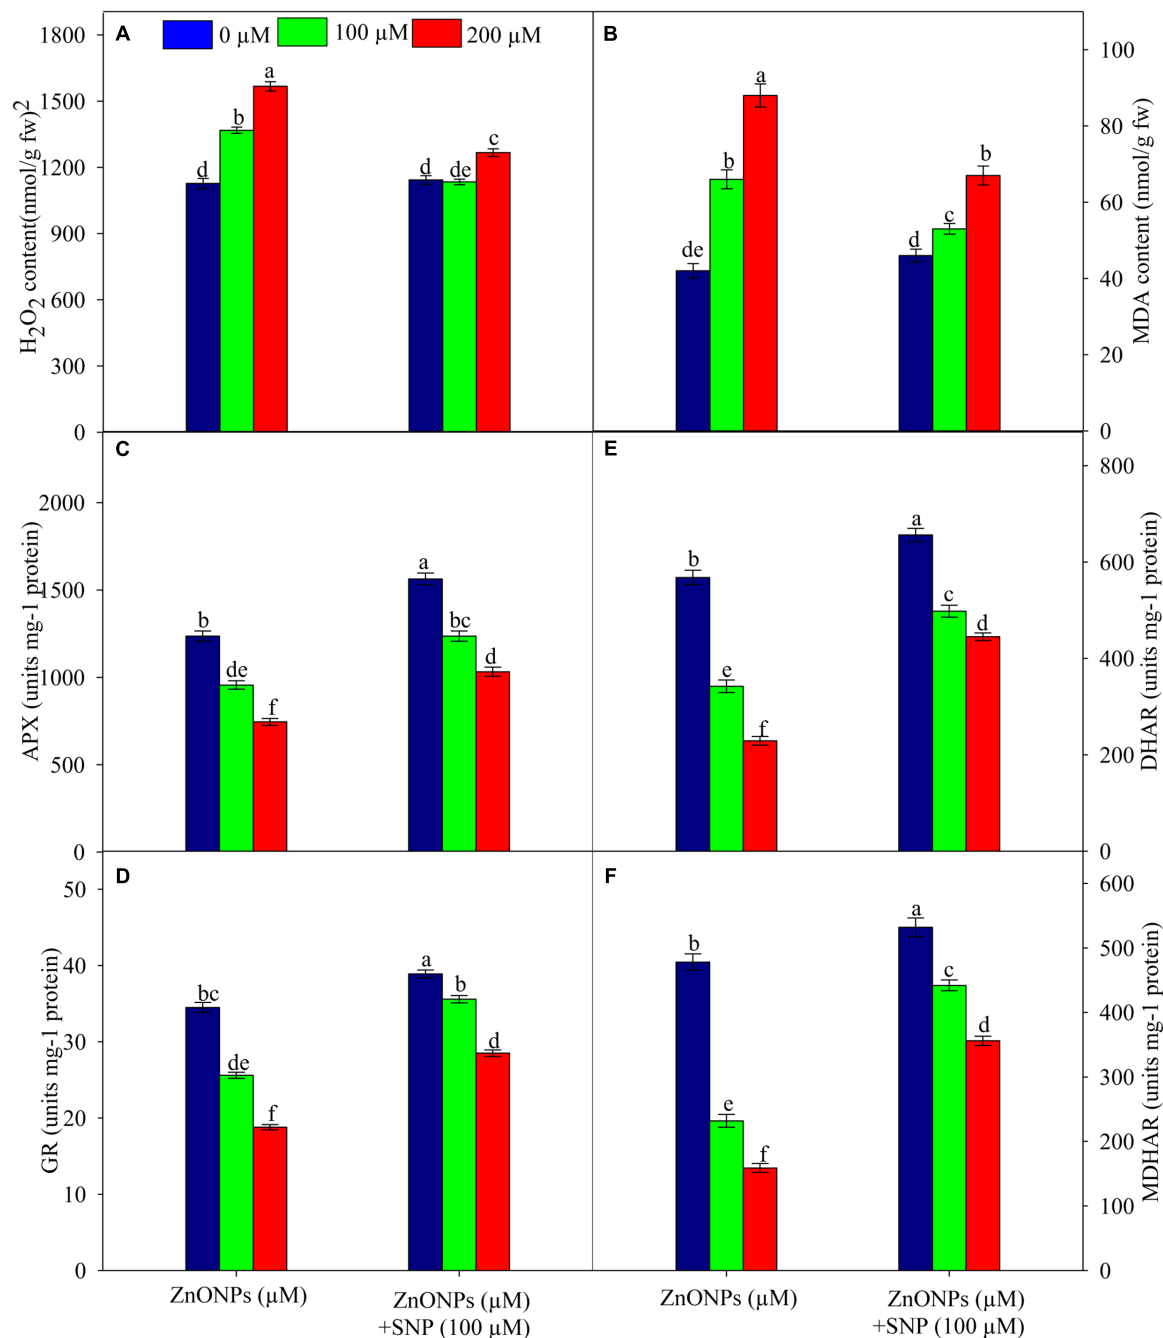 A
0 µM
100 µM
200 µM
H2O2 content(nmol/g fw)2
1800
1500
1200
900
600
300
0
d
b
a
d
de
c
B
MDA content (nmol/g fw)
100
80
60
40
20
0
de
b
a
d
c
b
C
APX (units mg-1 protein)
2000
1500
1000
500
0
b
de
f
a
bc
d
E
DHAR (units mg-1 protein)
800
600
400
200
0
b
e
f
a
c
d
D
GR (units mg-1 protein)
50
40
30
20
10
0
bc
de
f
a
b
d
F
MDHAR (units mg-1 protein)
600
500
400
300
200
100
0
b
e
f
a
c
d
ZnONPs (µM)
ZnONPs (µM)
+SNP (100 µM)
ZnONPs (µM)
ZnONPs (µM)
+SNP (100 µM)